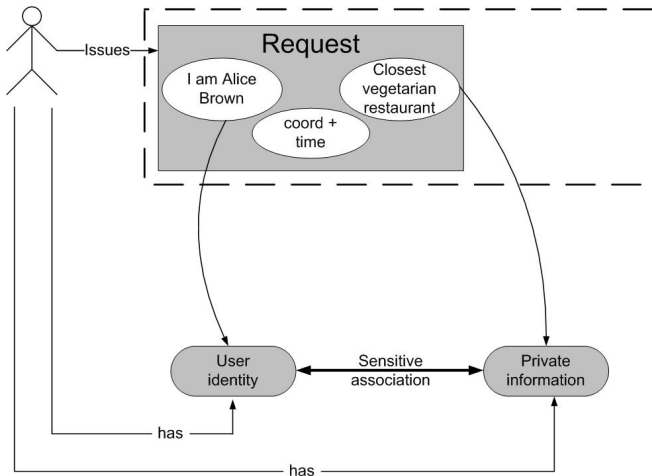 Issues
Request
I am Alice
Brown
Closest
vegetarian
restaurant
coord +
time
User
identity
Sensitive
association
Private
information
has
has